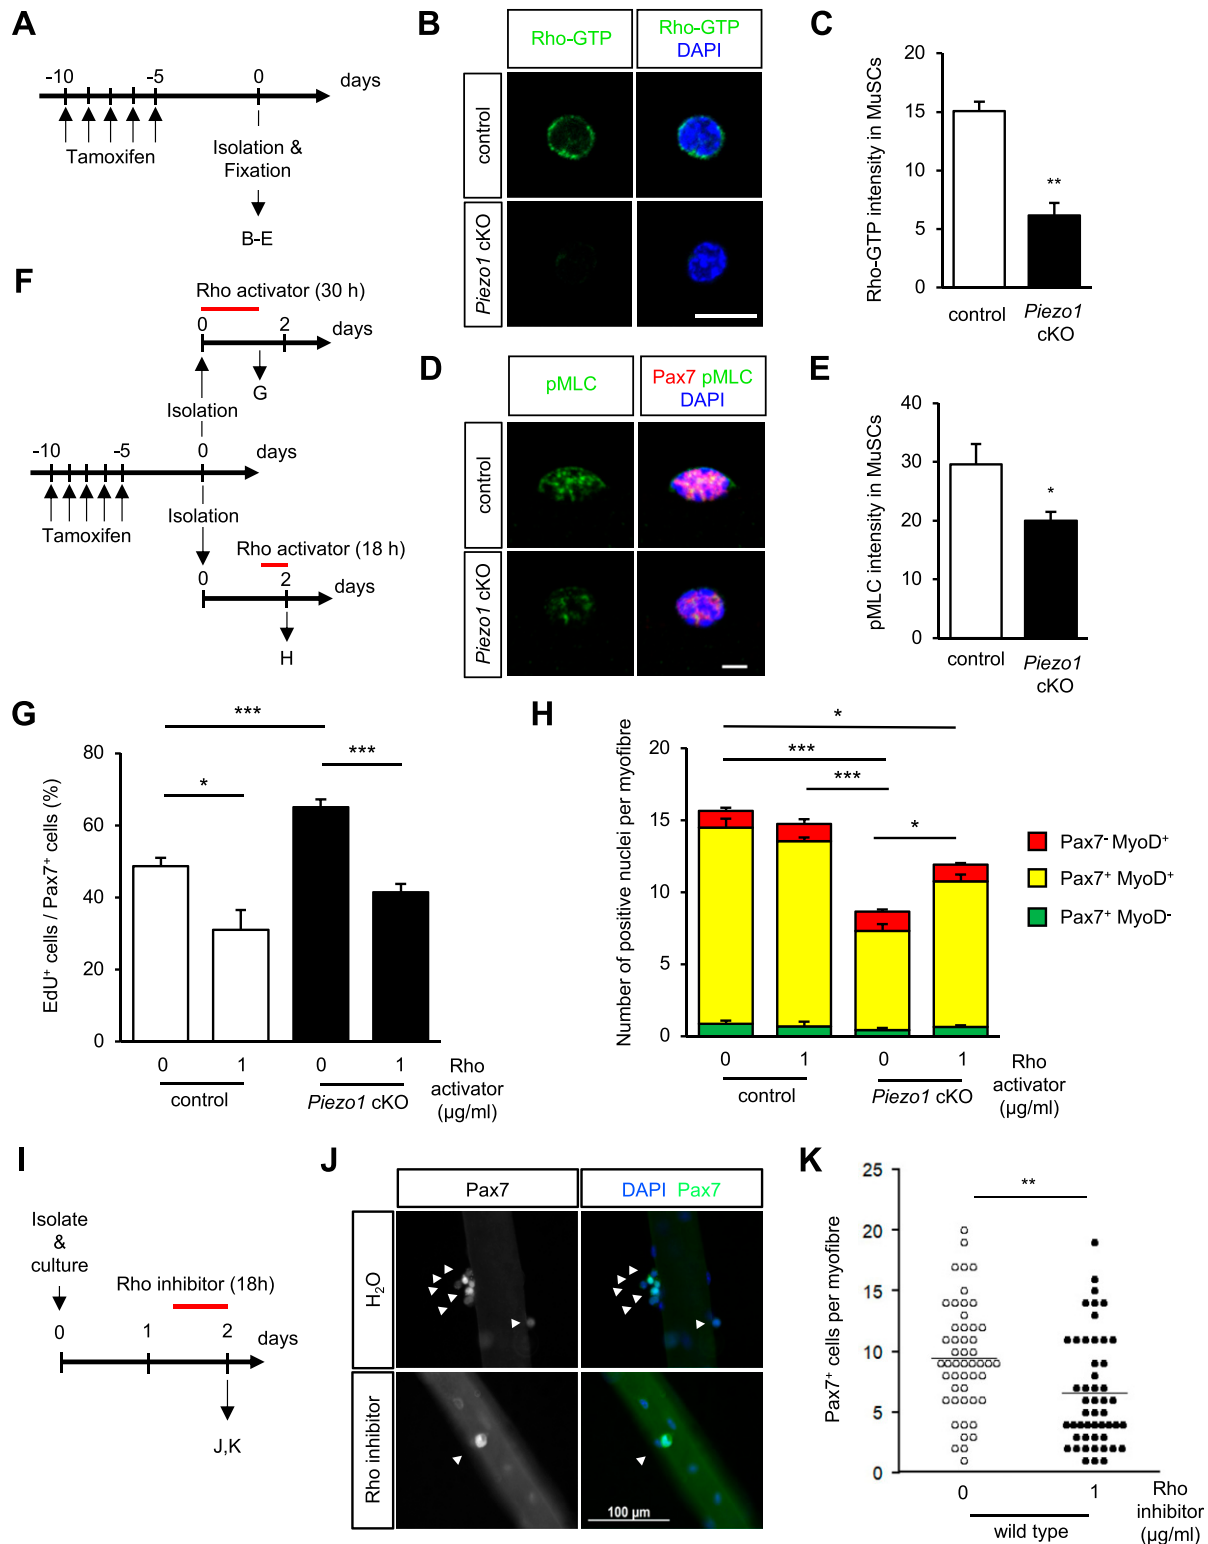 A
-10
-5
0
days
Tamoxifen
Isolation &
Fixation
B-E
B
Rho-GTP
Rho-GTP
DAPI
control
Piezo1 cKO
C
Rho-GTP intensity in MuSCs
20
15
10
5
0
**
control
Piezo1
cKO
D
pMLC
Pax7 pMLC
DAPI
control
Piezo1 cKO
E
pMLC intensity in MuSCs
40
30
20
10
0
*
control
Piezo1
cKO
F
Rho activator (30 h)
0
2
days
G
Isolation
-10
-5
0
days
Tamoxifen
Isolation
Rho activator (18 h)
0
2
days
H
G
EdU⁺ cells / Pax7⁺ cells (%)
80
60
40
20
0
***
*
***
0
1
0
1
Rho
activator
(µg/ml)
control
Piezo1 cKO
H
Number of positive nuclei per myofibre
20
15
10
5
0
*
***
***
*
Pax7⁻ MyoD⁺
Pax7⁺ MyoD⁺
Pax7⁺ MyoD⁻
0
1
0
1
Rho
activator
(µg/ml)
control
Piezo1 cKO
I
Isolate
&
culture
Rho inhibitor (18h)
0
1
2
days
J,K
J
Pax7
DAPI Pax7
H₂O
Rho inhibitor
100 µm
K
Pax7⁺ cells per myofibre
25
20
15
10
5
0
**
0
1
Rho
inhibitor
(µg/ml)
wild type